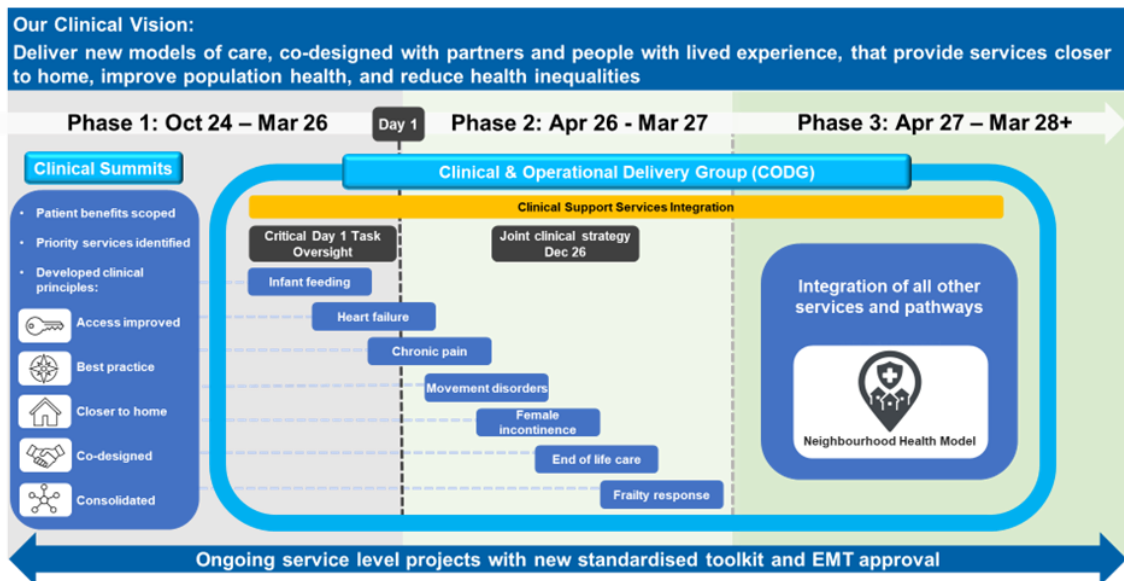 Our Clinical Vision:
Deliver new models of care, co-designed with partners and people with lived experience, that provide services closer
to home, improve population health, and reduce health inequalities
Phase 1: Oct 24 – Mar 26
Day 1
Phase 2: Apr 26 - Mar 27
Phase 3: Apr 27 – Mar 28+
Clinical Summits
• Patient benefits scoped
• Priority services identified
• Developed clinical
principles:
Access improved
Best practice
Closer to home
Co-designed
Consolidated
Clinical & Operational Delivery Group (CODG)
Clinical Support Services Integration
Critical Day 1 Task
Oversight
Joint clinical strategy
Dec 26
Infant feeding
Heart failure
Chronic pain
Movement disorders
Female
incontinence
End of life care
Frailty response
Integration of all other
services and pathways
Neighbourhood Health Model
Ongoing service level projects with new standardised toolkit and EMT approval